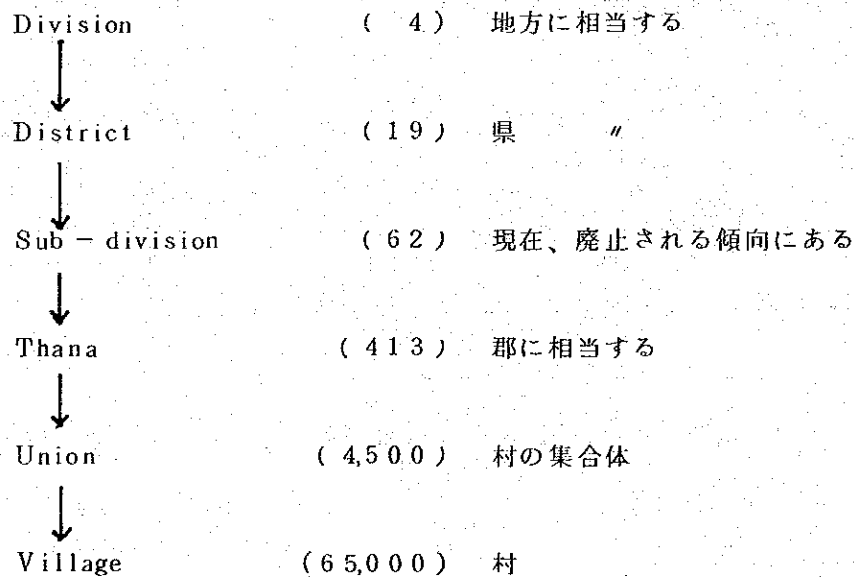 Division ( 4) 地方に相当する
District (19) 県 〃
Sub-division (62) 現在、廃止される傾向にある
Thana (413) 郡に相当する
Union (4,500) 村の集合体
Village (65,000) 村